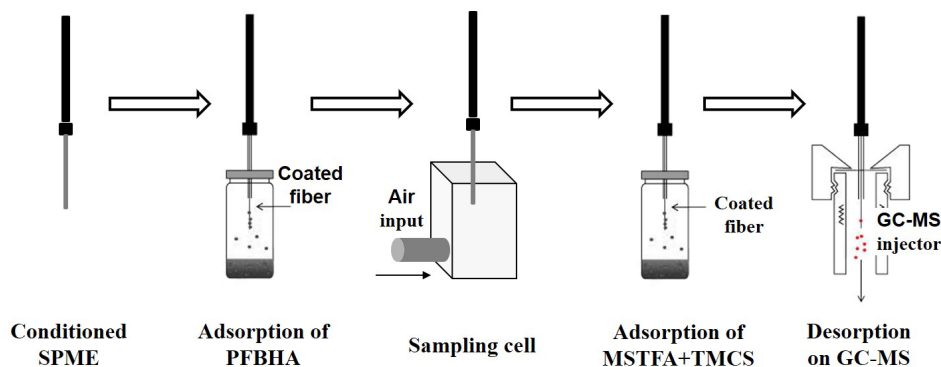 Coated
fiber
Air
input
Coated
fiber
GC-MS
injector
Conditioned
SPME
Adsorption of
PFBHA
Sampling cell
Adsorption of
MSTFA+TMCS
Desorption
on GC-MS